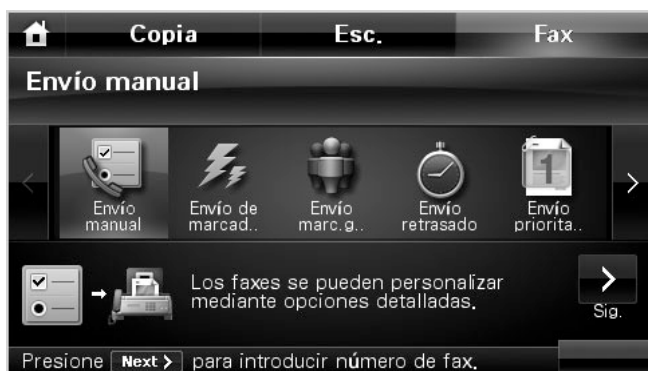 Copia Esc. Fax
Envío manual
Envío manual
Envío de marcad..
Envío marc.g..
Envío retrasado
Envío priorita..
1
Los faxes se pueden personalizar
mediante opciones detalladas.
Sig.
Presione Next > para introducir número de fax.